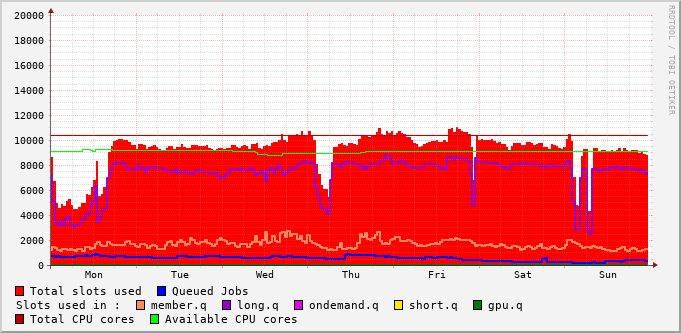 RRDTOOL / TOBI OETIKER
20000
18000
16000
14000
12000
10000
8000
6000
4000
2000
0
Mon Tue Wed Thu Fri Sat Sun
Total slots used Queued Jobs
Slots used in : member.q long.q ondemand.q short.q gpu.q
Total CPU cores Available CPU cores